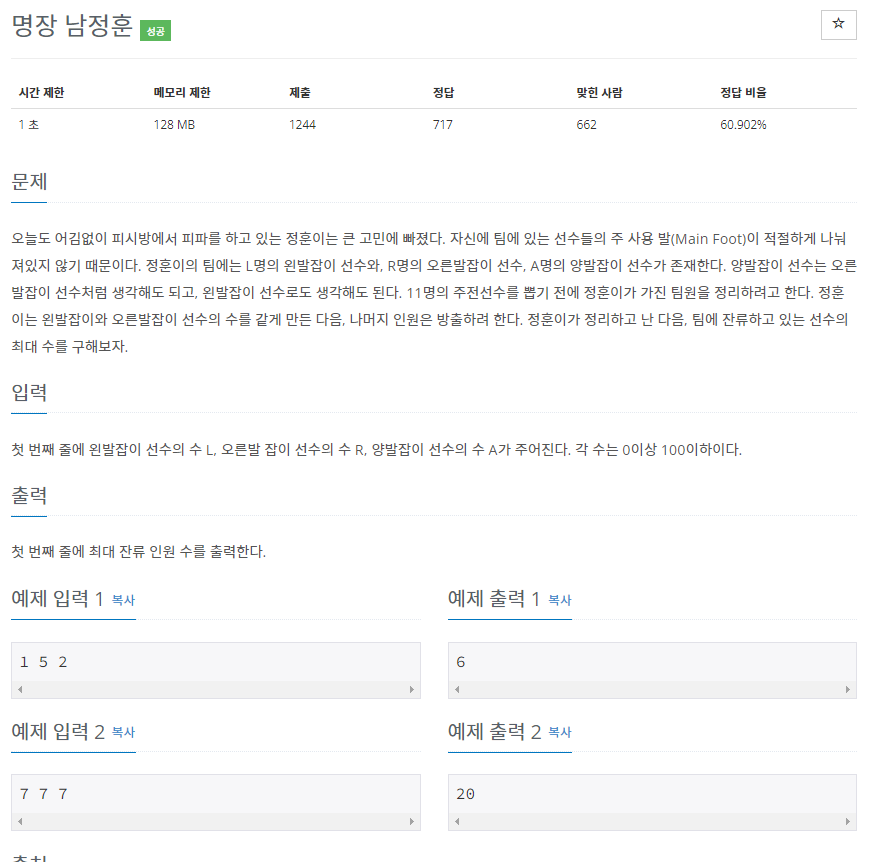 명장 남정훈 성공
☆
시간 제한 메모리 제한 제출 정답 맞힌 사람 정답 비율
1 초 128 MB 1244 717 662 60.902%
문제
오늘도 어김없이 피시방에서 피파를 하고 있는 정훈이는 큰 고민에 빠졌다. 자신에 팀에 있는 선수들의 주 사용 발(Main Foot)이 적절하게 나눠
져있지 않기 때문이다. 정훈이의 팀에는 L명의 왼발잡이 선수와, R명의 오른발잡이 선수, A명의 양발잡이 선수가 존재한다. 양발잡이 선수는 오른
발잡이 선수처럼 생각해도 되고, 왼발잡이 선수로도 생각해도 된다. 11명의 주전선수를 뽑기 전에 정훈이가 가진 팀원을 정리하려고 한다. 정훈
이는 왼발잡이와 오른발잡이 선수의 수를 같게 만든 다음, 나머지 인원은 방출하려 한다. 정훈이가 정리하고 난 다음, 팀에 잔류하고 있는 선수의
최대 수를 구해보자.
입력
첫 번째 줄에 왼발잡이 선수의 수 L, 오른발 잡이 선수의 수 R, 양발잡이 선수의 수 A가 주어진다. 각 수는 0이상 100이하이다.
출력
첫 번째 줄에 최대 잔류 인원 수를 출력한다.
예제 입력 1 복사
1 5 2
예제 출력 1 복사
6
예제 입력 2 복사
7 7 7
예제 출력 2 복사
20